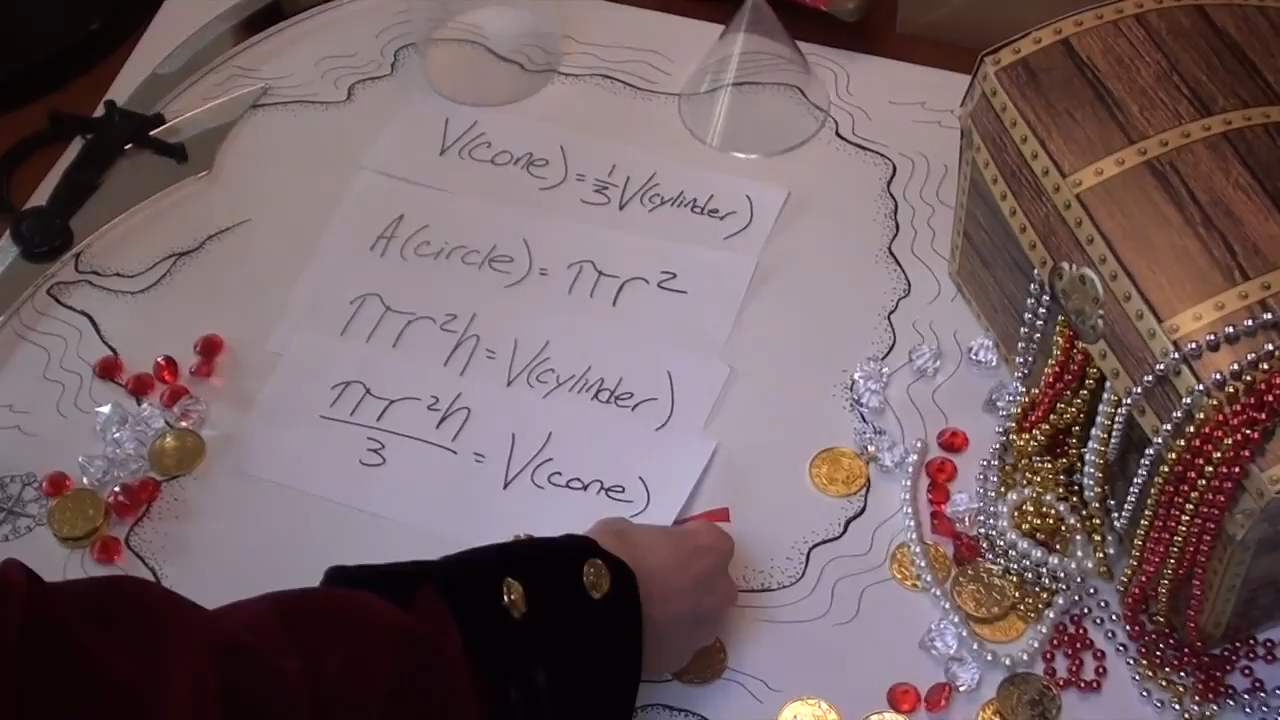 V(cone) = 1/3 V(cylinder)
A(circle) = πr²
πr²h = V(cylinder)
πr²h/3 = V(cone)